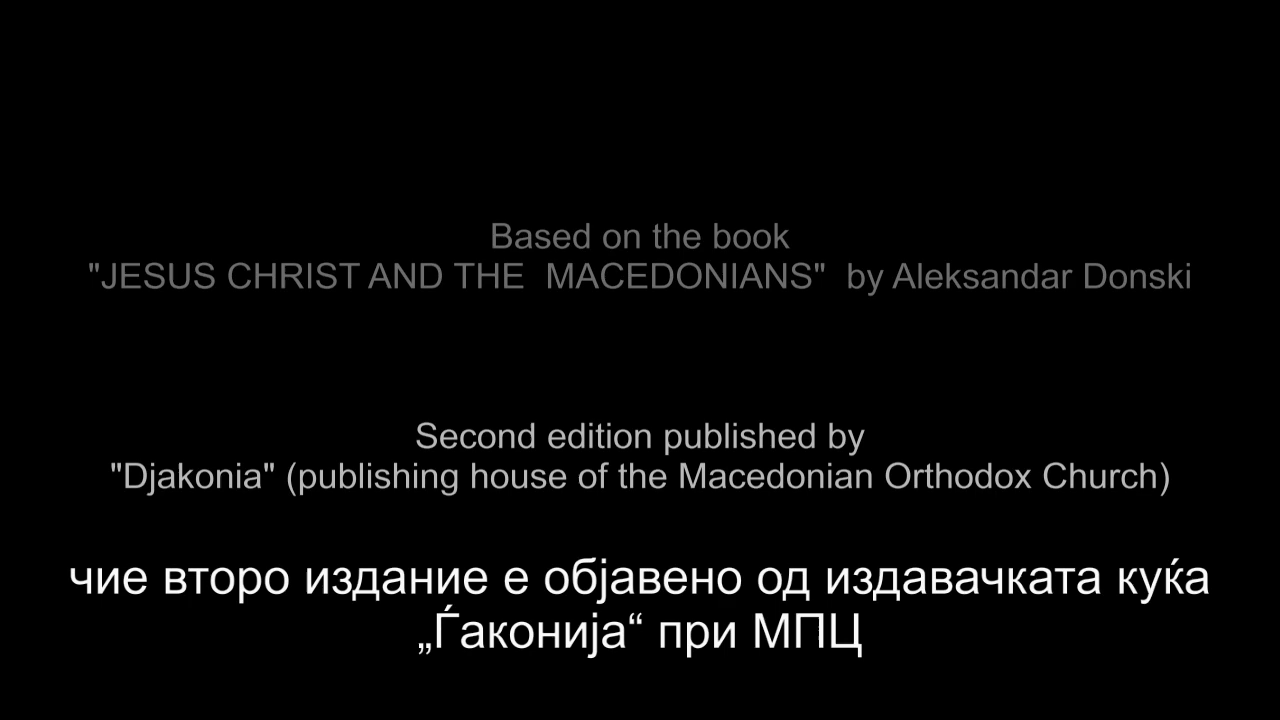 Based on the book
"JESUS CHRIST AND THE  MACEDONIANS"  by Aleksandar Donski
Second edition published by
"Djakonia" (publishing house of the Macedonian Orthodox Church)
чие второ издание е објавено од издавачката куќа
„Ѓаконија“ при МПЦ